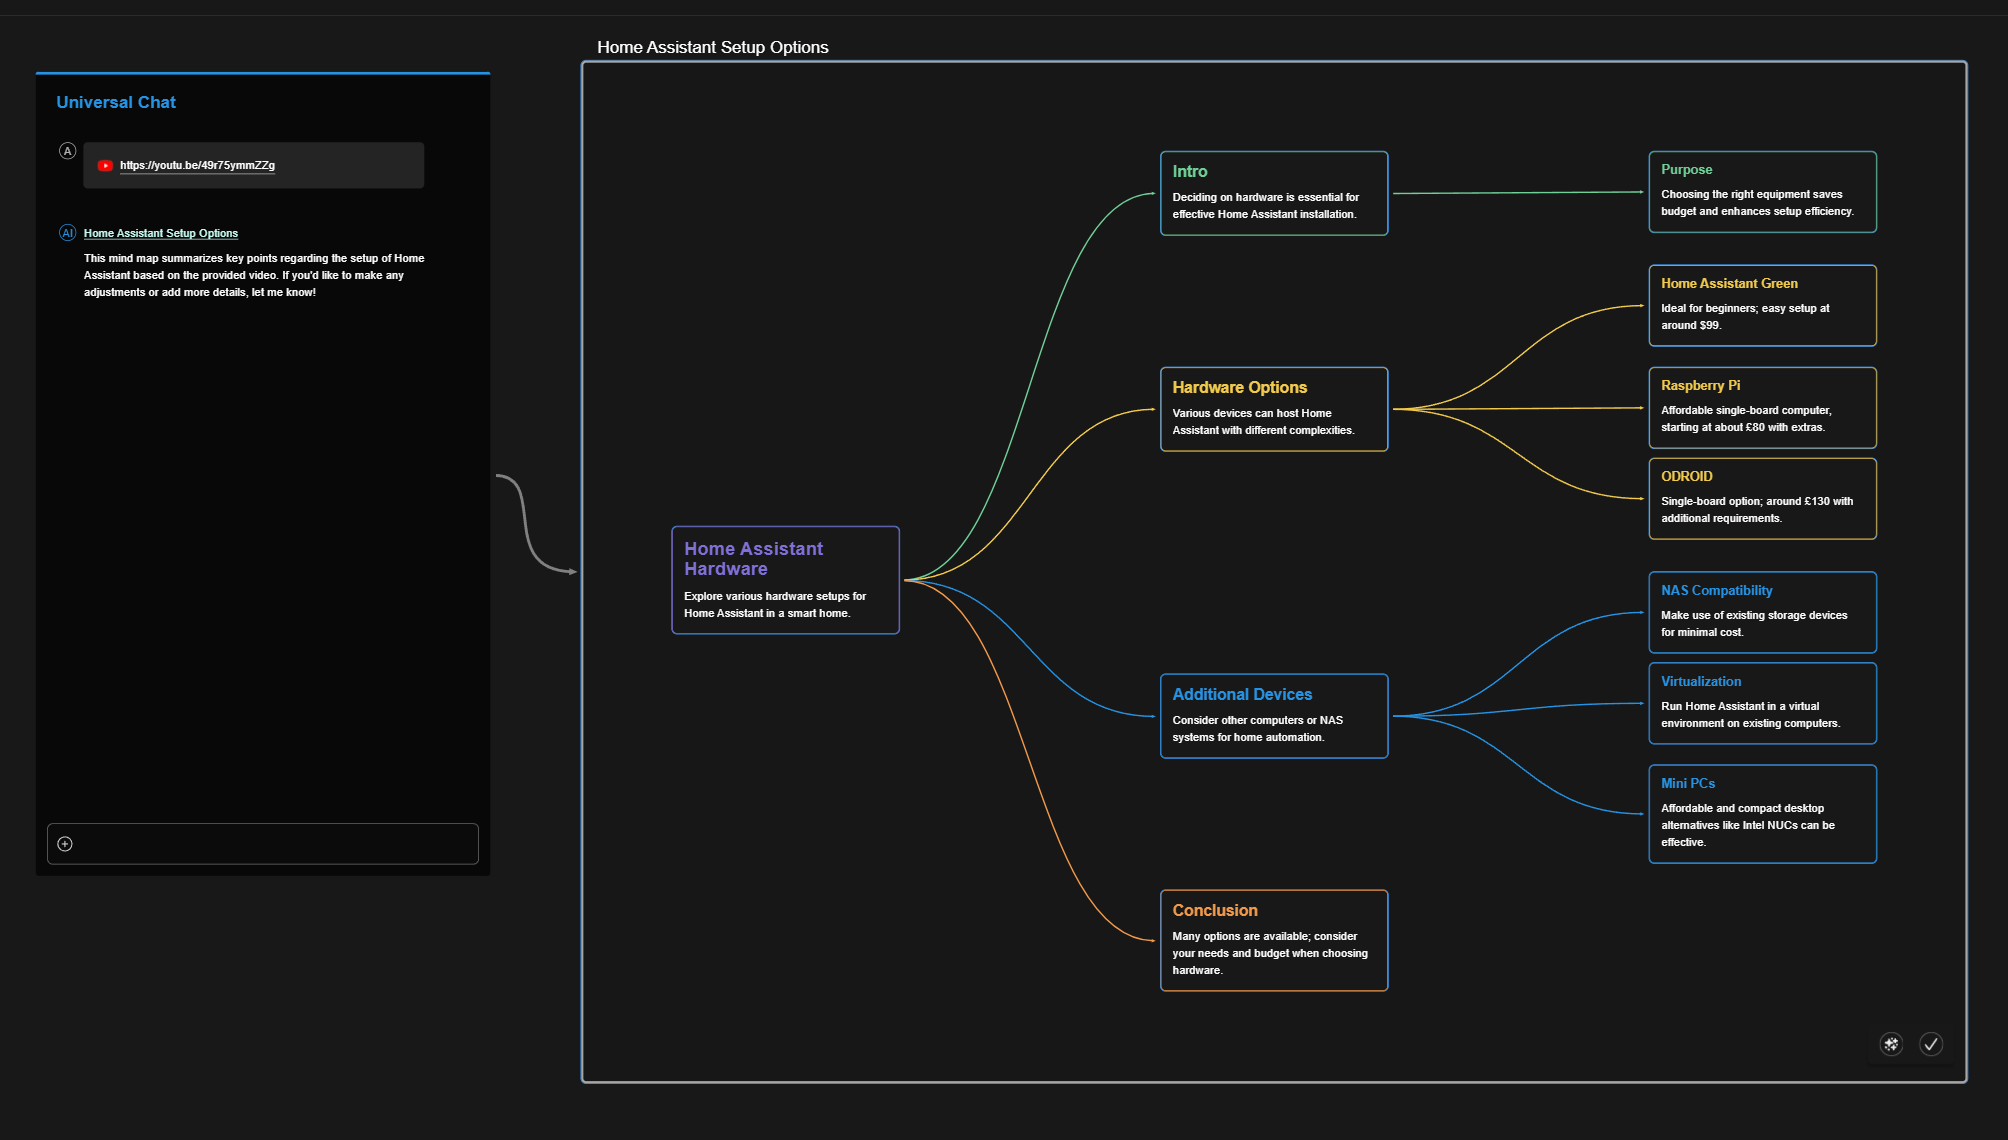 Home Assistant Setup Options
Universal Chat
A
https://youtu.be/49r75ymmZZg
AI
Home Assistant Setup Options
This mind map summarizes key points regarding the setup of Home
Assistant based on the provided video. If you'd like to make any
adjustments or add more details, let me know!
Home Assistant
Hardware
Explore various hardware setups for
Home Assistant in a smart home.
Intro
Deciding on hardware is essential for
effective Home Assistant installation.
Purpose
Choosing the right equipment saves
budget and enhances setup efficiency.
Hardware Options
Various devices can host Home
Assistant with different complexities.
Home Assistant Green
Ideal for beginners; easy setup at
around $99.
Raspberry Pi
Affordable single-board computer,
starting at about £80 with extras.
ODROID
Single-board option; around £130 with
additional requirements.
Additional Devices
Consider other computers or NAS
systems for home automation.
NAS Compatibility
Make use of existing storage devices
for minimal cost.
Virtualization
Run Home Assistant in a virtual
environment on existing computers.
Mini PCs
Affordable and compact desktop
alternatives like Intel NUCs can be
effective.
Conclusion
Many options are available; consider
your needs and budget when choosing
hardware.